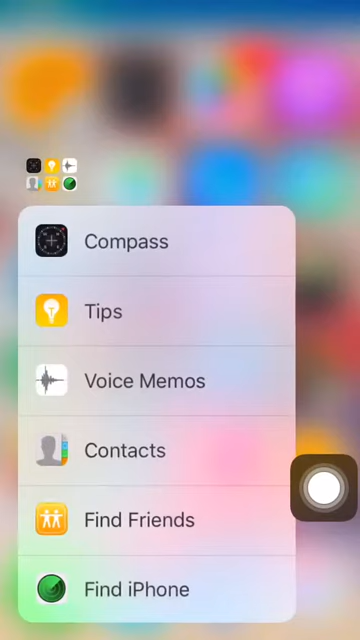 Compass
Tips
Voice Memos
Contacts
Find Friends
Find iPhone